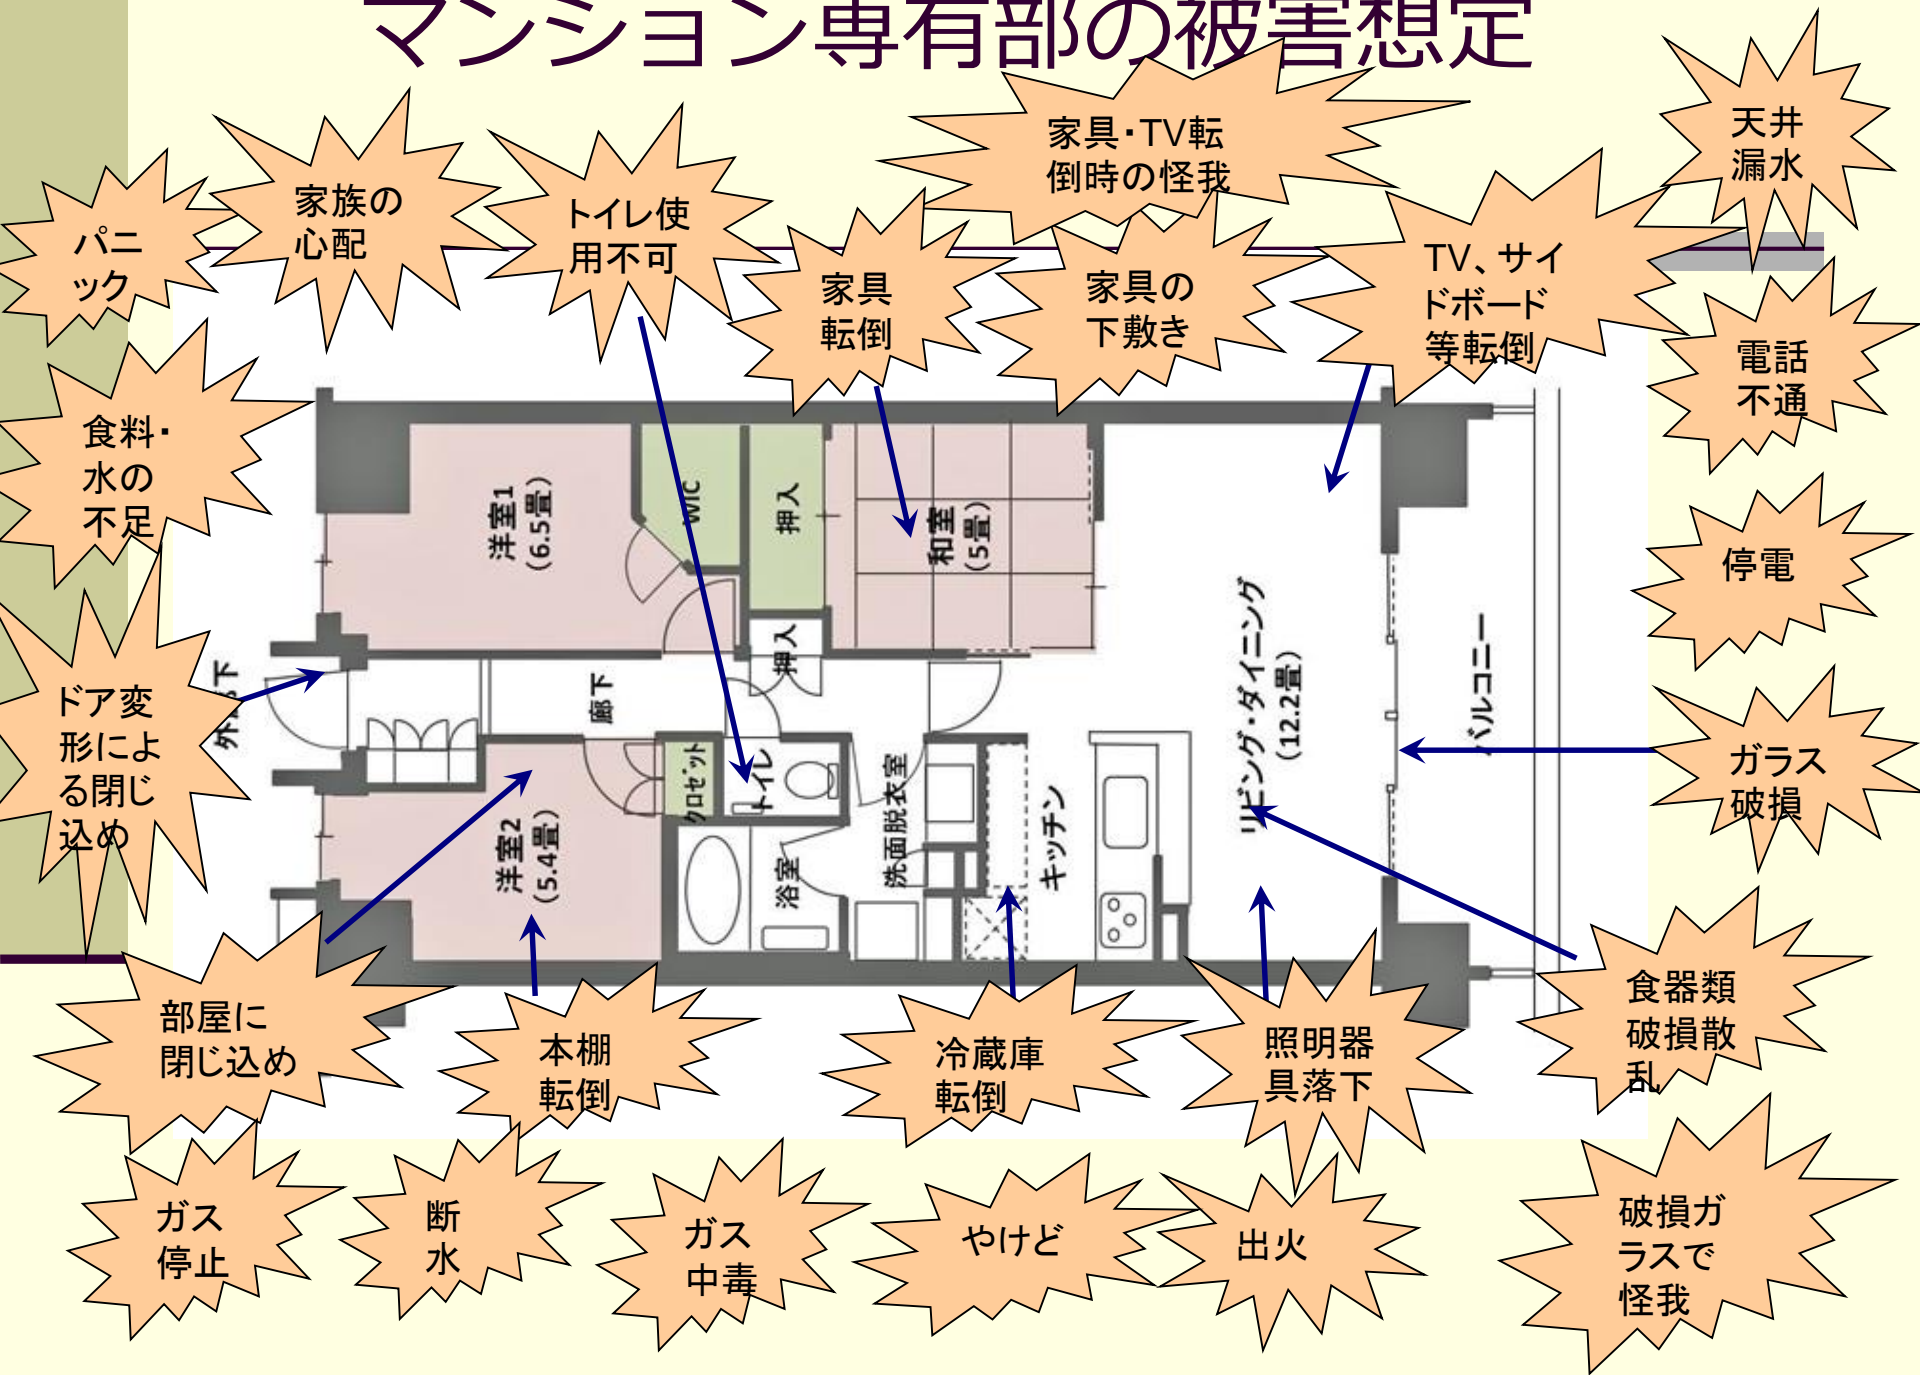 マンション専有部の被害想定
パニ
ック
家族の
心配
トイレ使
用不可
家具・TV転
倒時の怪我
天井
漏水
家具
転倒
家具の
下敷き
TV、サイ
ドボード
等転倒
電話
不通
食料・
水の
不足
停電
ドア変
形によ
る閉じ
込め
ガラス
破損
洋室1
(6.5畳)
WIC
押入
和室
(5畳)
押入
外廊下
廊下
リビング・ダイニング
(12.2畳)
バルコニー
洋室2
(5.4畳)
クロゼット
トイレ
浴室
洗面脱衣室
キッチン
部屋に
閉じ込め
本棚
転倒
冷蔵庫
転倒
照明器
具落下
食器類
破損散
乱
ガス
停止
断
水
ガス
中毒
やけど
出火
破損ガ
ラスで
怪我